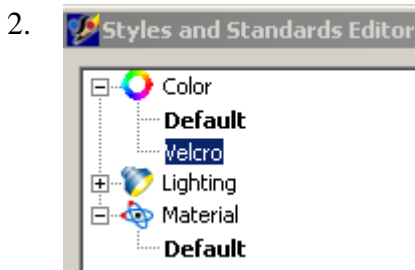 2.
Styles and Standards Editor
Color
Default
Velcro
Lighting
Material
Default